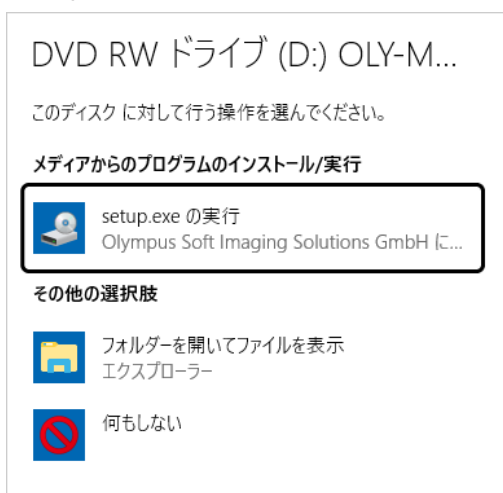 DVD RW ドライブ (D:) OLY-M...
このディスク に対して行う操作を選んでください。
メディアからのプログラムのインストール/実行
setup.exe の実行
Olympus Soft Imaging Solutions GmbH に...
その他の選択肢
フォルダーを開いてファイルを表示
エクスプローラー
何もしない